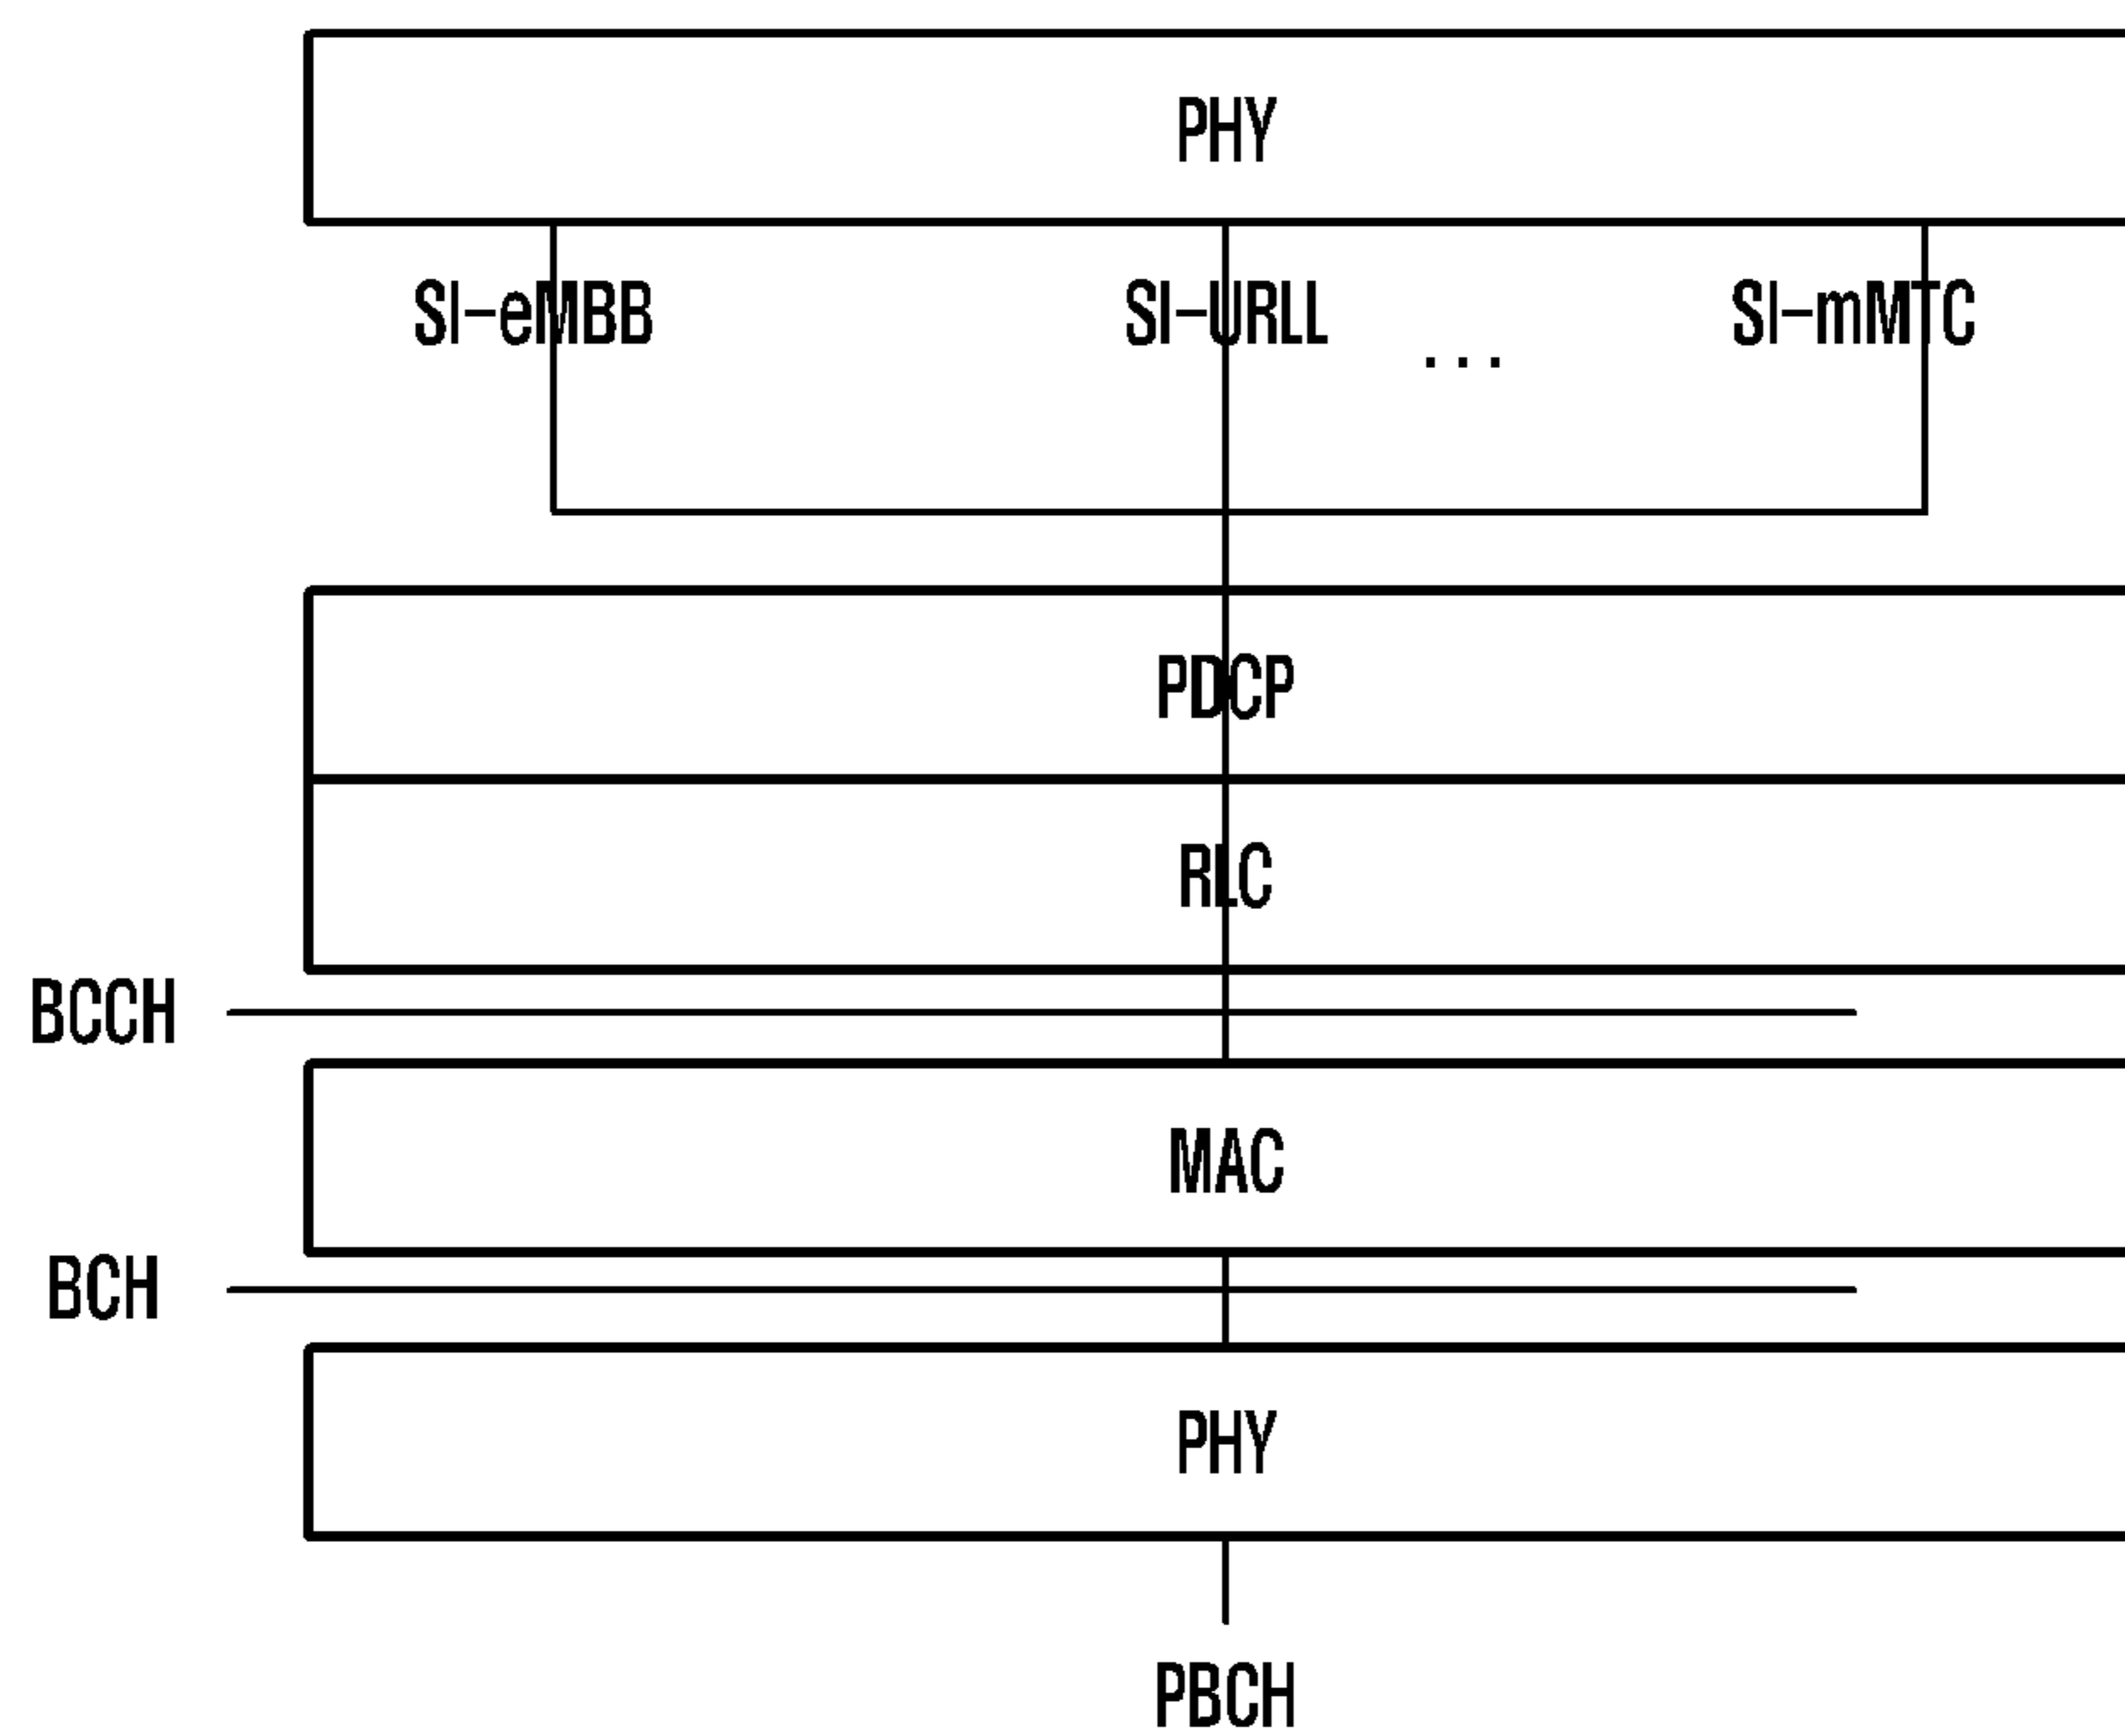 PHY
SI-eMBB SI-URLL ... SI-mMTC
PDCP
RLC
BCCH
MAC
BCH
PHY
PBCH